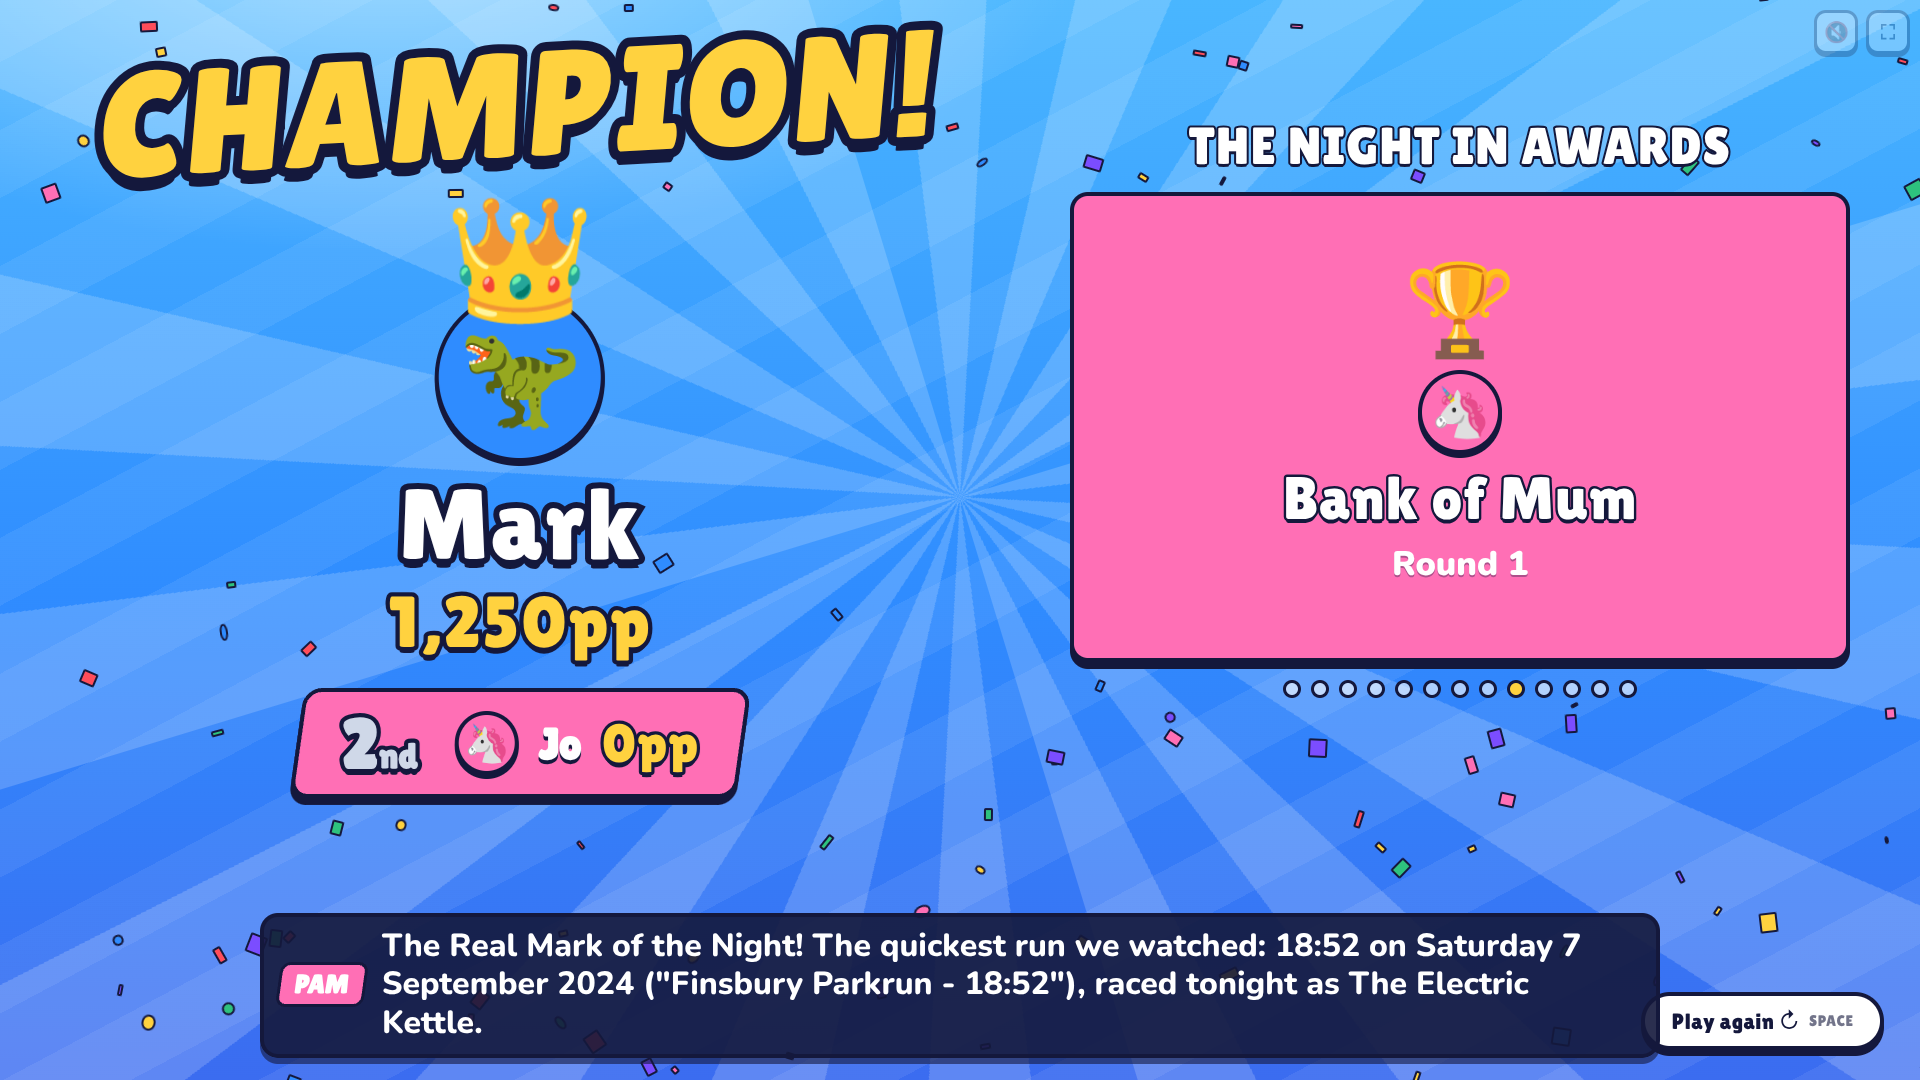 CHAMPION!
Mark
1,250pp
2nd Jo 0pp
THE NIGHT IN AWARDS
Bank of Mum
Round 1
PAM
The Real Mark of the Night! The quickest run we watched: 18:52 on Saturday 7
September 2024 ("Finsbury Parkrun - 18:52"), raced tonight as The Electric
Kettle.
Play again SPACE